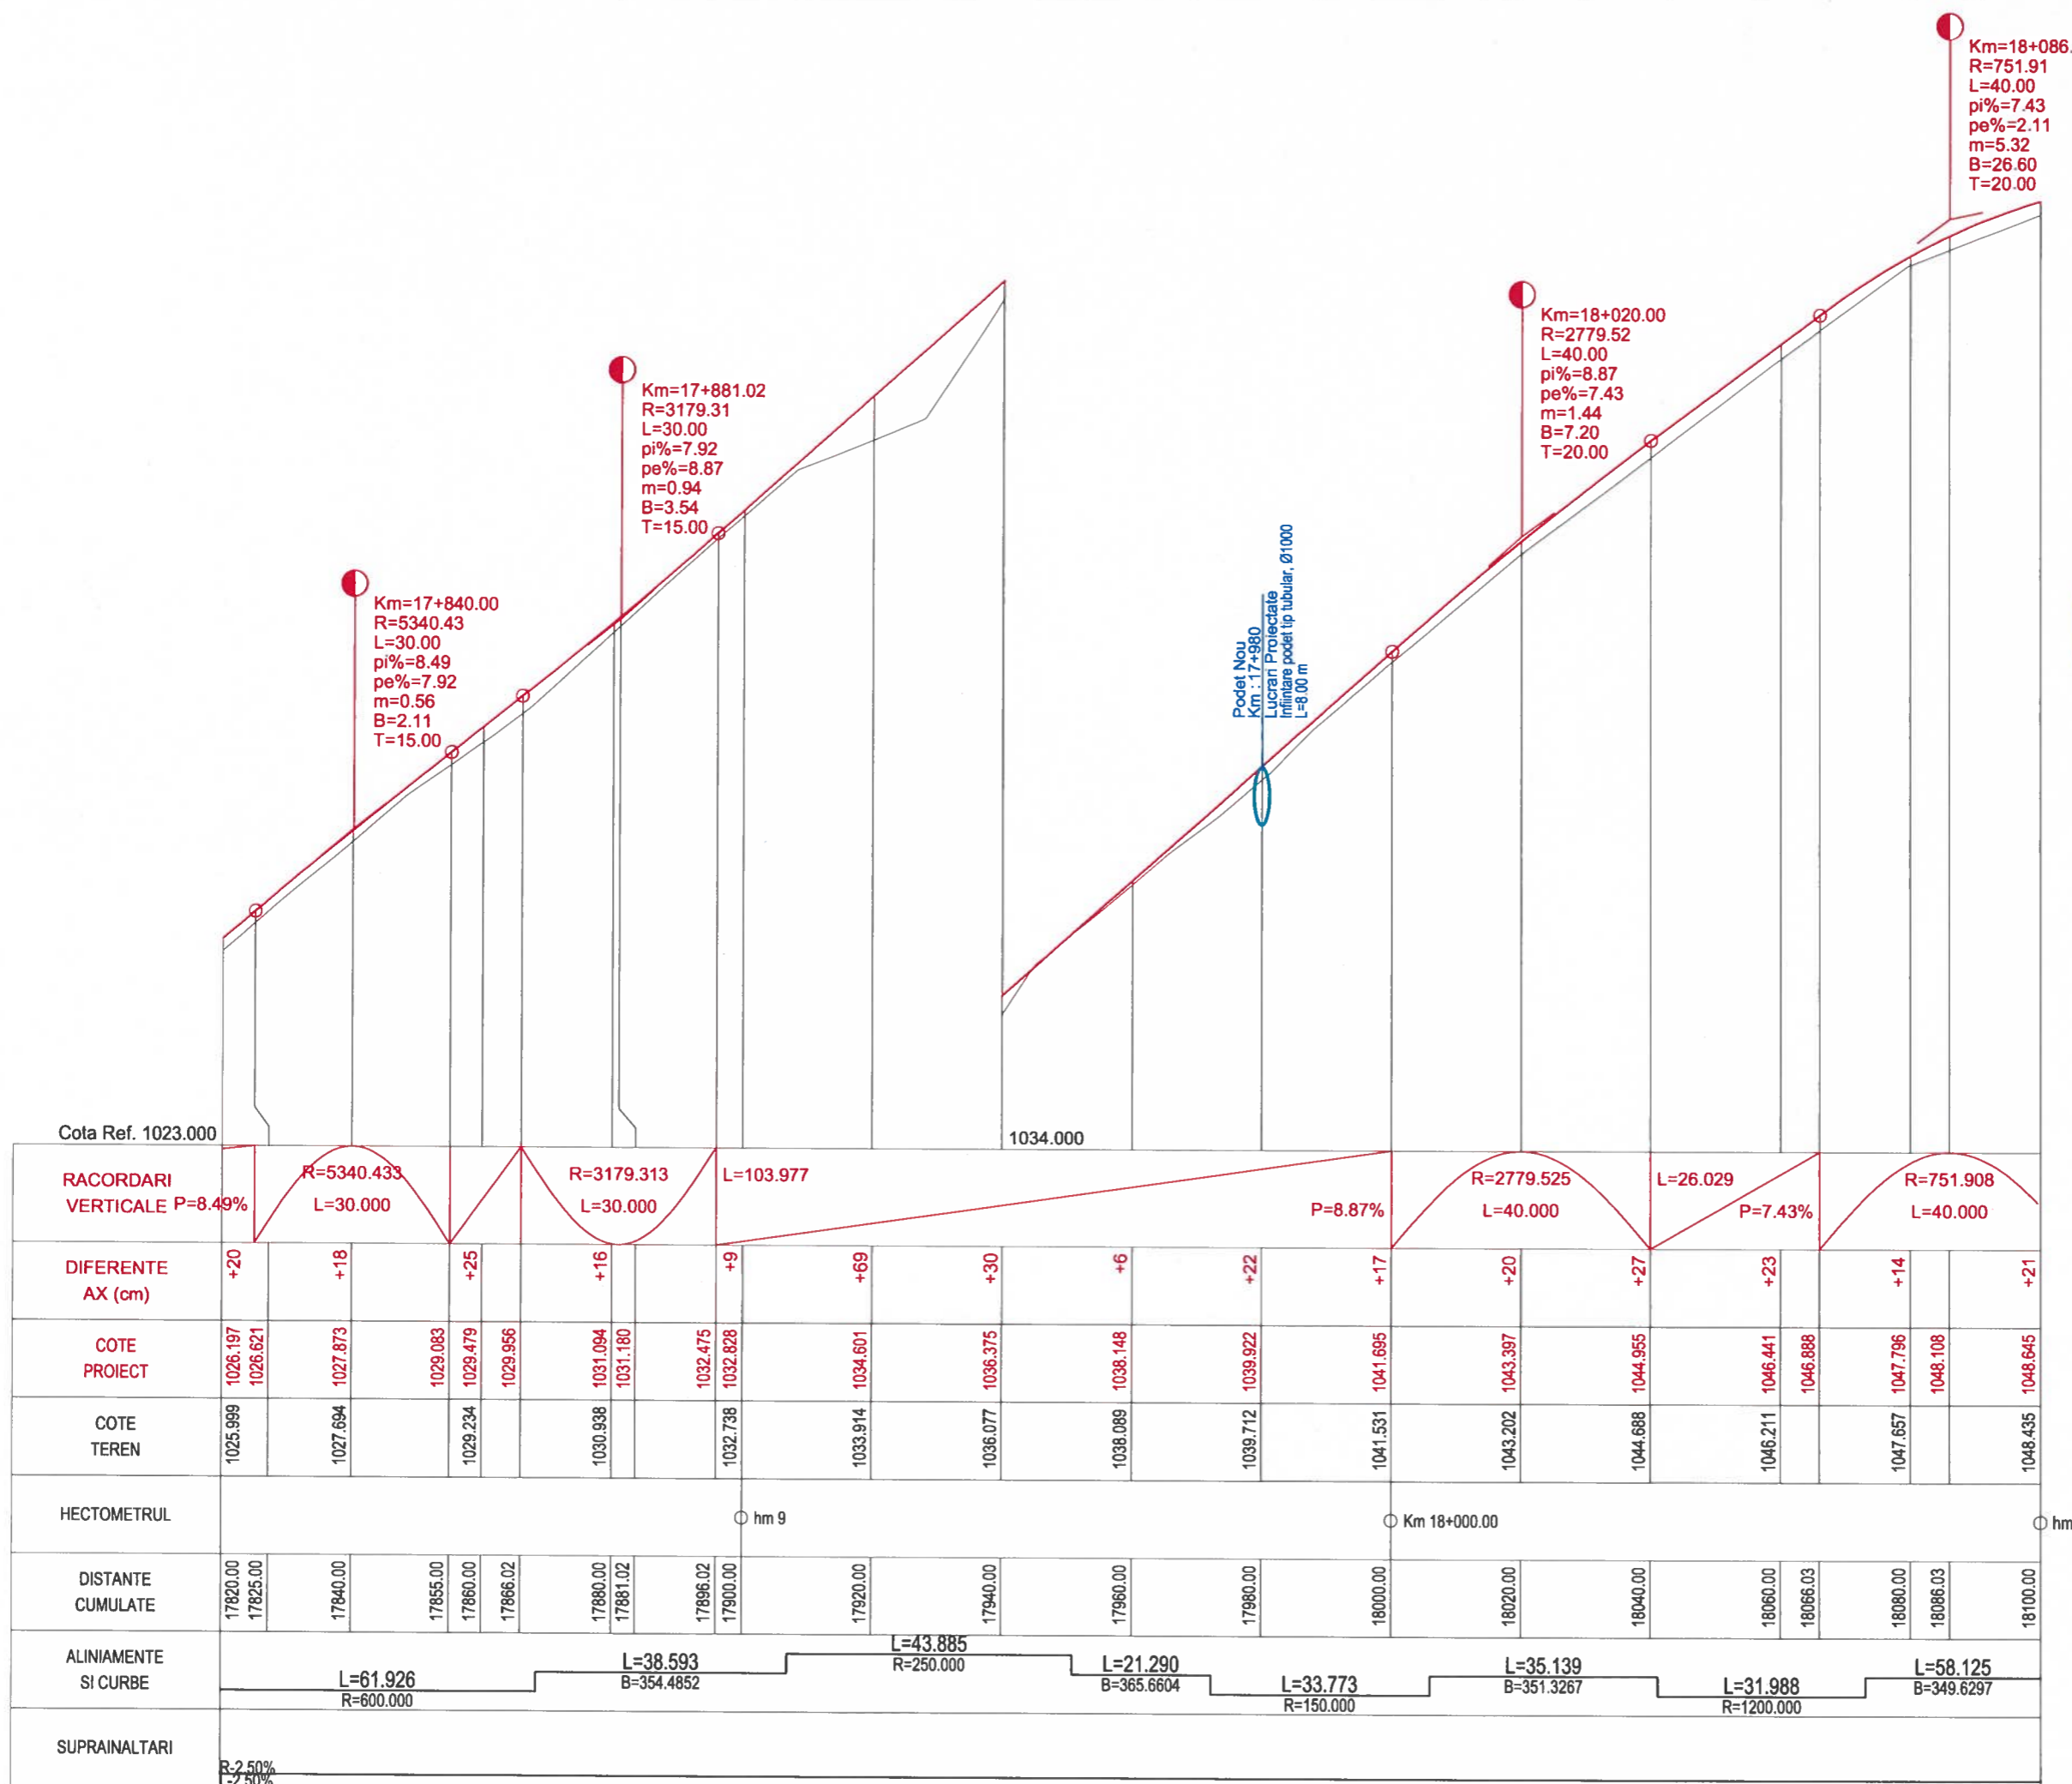 Km=18+086.
R=751.91
L=40.00
pi%=7.43
pe%=2.11
m=5.32
B=26.60
T=20.00
Km=18+020.00
R=2779.52
L=40.00
pi%=8.87
pe%=7.43
m=1.44
B=7.20
T=20.00
Km=17+881.02
R=3179.31
L=30.00
pi%=7.92
pe%=8.87
m=0.94
B=3.54
T=15.00
Km=17+840.00
R=5340.43
L=30.00
pi%=8.49
pe%=7.92
m=0.56
B=2.11
T=15.00
Podet Nou
Km : 17+980
Lucrari Proiectate
Infiintare podet tip tubular, Ø1000
L=8.00 m
Cota Ref. 1023.000
1034.000
RACORDARI
VERTICALE
P=8.49%
R=5340.433
L=30.000
R=3179.313
L=30.000
L=103.977
P=8.87%
R=2779.525
L=40.000
L=26.029
P=7.43%
R=751.908
L=40.000
DIFERENTE
AX (cm)
+20 +18 +25 +16 +9 +69 +30 +6 +22 +17 +20 +27 +23 +14 +21
COTE
PROIECT
1026.197 1026.621 1027.873 1029.083 1029.479 1029.956 1031.094 1031.180 1032.475 1032.828 1034.601 1036.375 1038.148 1039.922 1041.695 1043.397 1044.955 1046.441 1046.888 1047.796 1048.108 1048.645
COTE
TEREN
1025.999 1027.694 1029.234 1030.938 1032.738 1033.914 1036.077 1038.089 1039.712 1041.531 1043.202 1044.688 1046.211 1047.657 1048.435
HECTOMETRUL
hm 9
Km 18+000.00
hm
DISTANTE
CUMULATE
17820.00 17825.00 17840.00 17855.00 17860.00 17866.02 17880.00 17881.02 17896.02 17900.00 17920.00 17940.00 17960.00 17980.00 18000.00 18020.00 18040.00 18060.00 18066.03 18080.00 18086.03 18100.00
ALINIAMENTE
SI CURBE
L=61.926
R=600.000
L=38.593
B=354.4852
L=43.885
R=250.000
L=21.290
B=365.6604
L=33.773
R=150.000
L=35.139
B=351.3267
L=31.988
R=1200.000
L=58.125
B=349.6297
SUPRAINALTARI
R-2.50%
L-2.50%